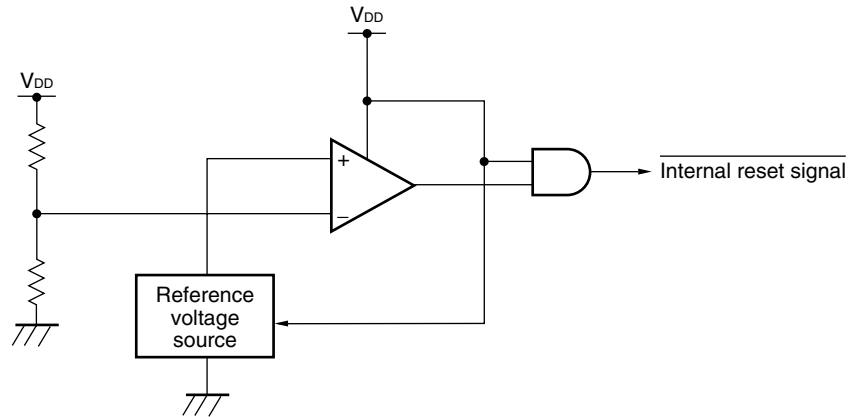 VDD
VDD
+
−
Internal reset signal
Reference
voltage
source